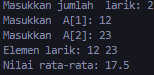 Masukkan jumlah  larik: 2
Masukkan  A[1]: 12
Masukkan  A[2]: 23
Elemen larik: 12 23
Nilai rata-rata: 17.5